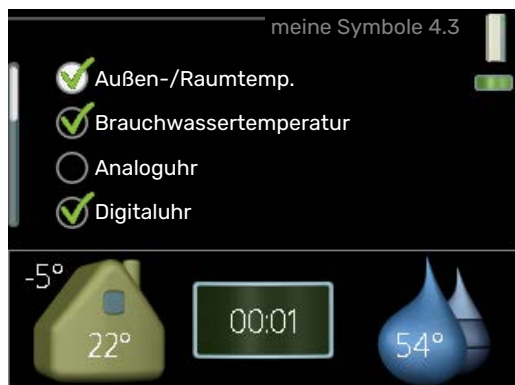 meine Symbole 4.3
Außen-/Raumtemp.
Brauchwassertemperatur
Analoguhr
Digitaluhr
-5°
22°
00:01
54°